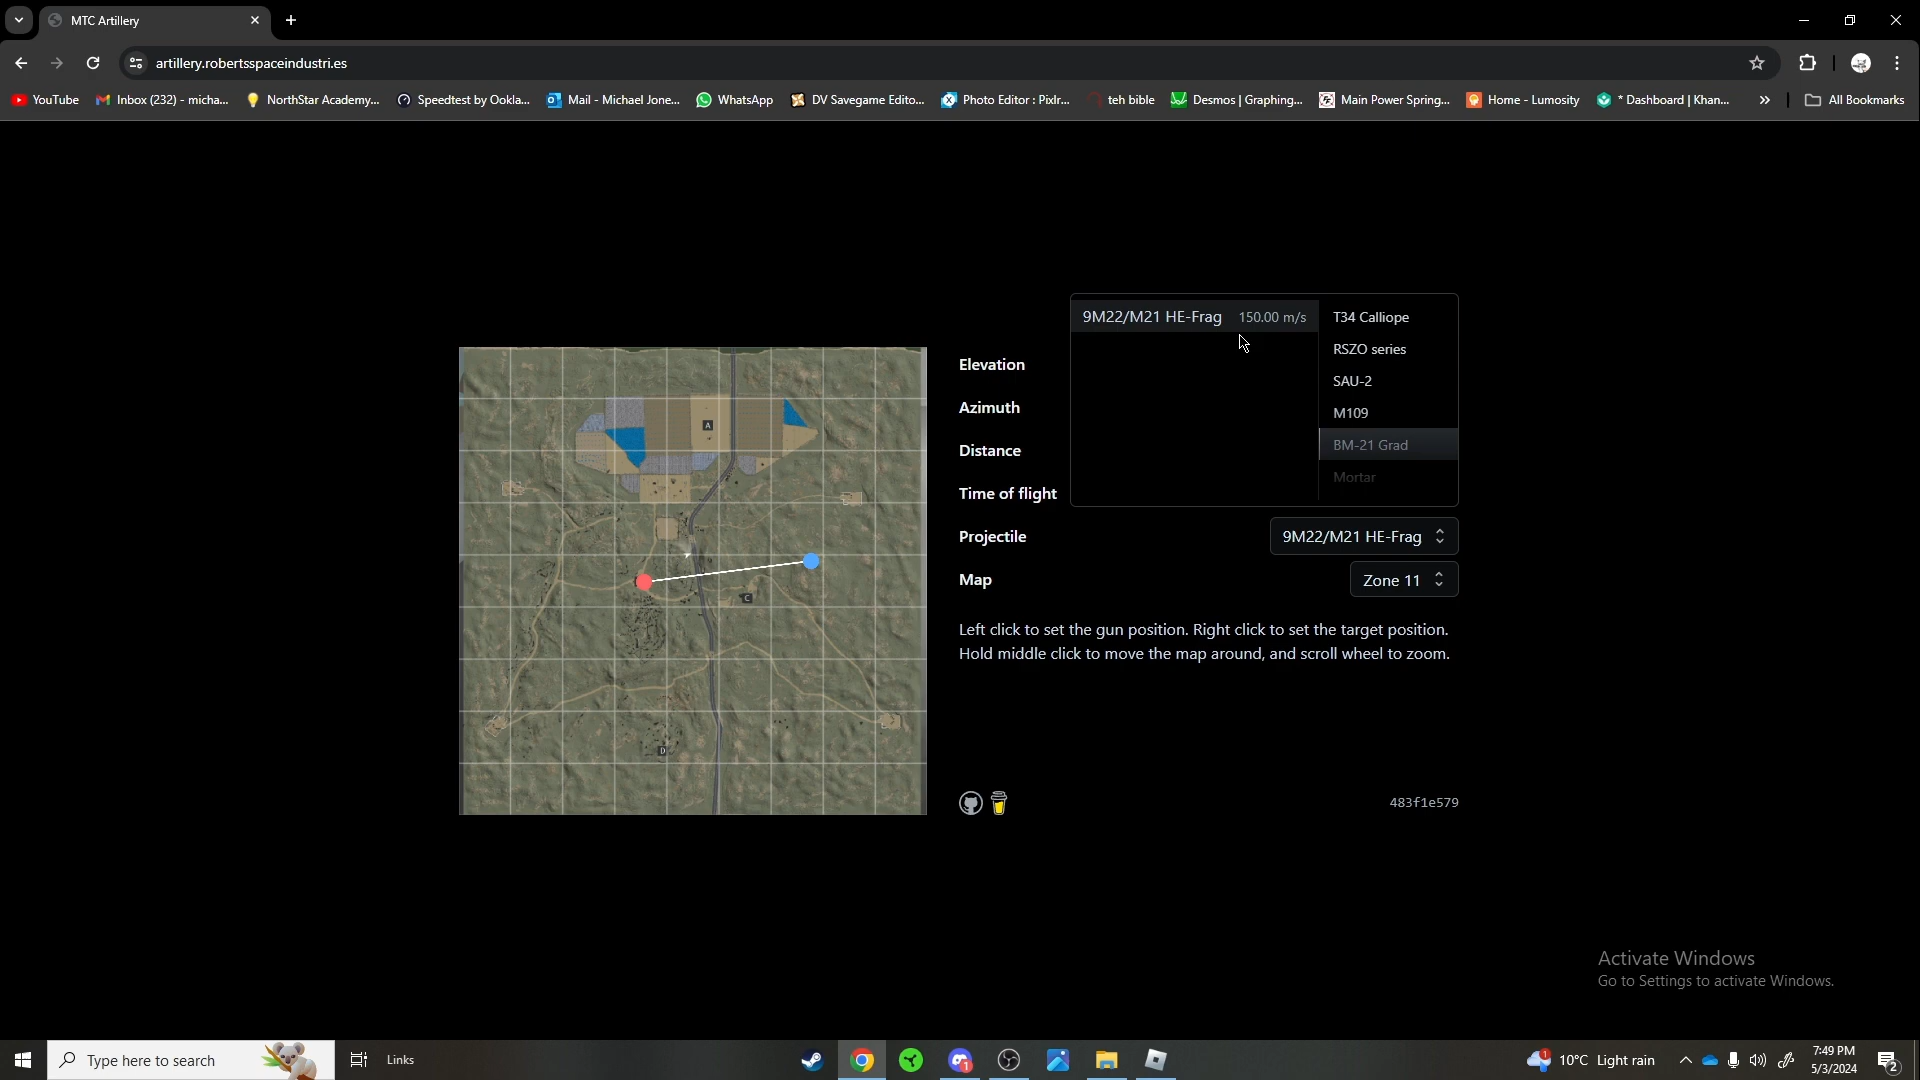 MTC Artillery
artillery.robertsspaceindustri.es
YouTube
Inbox (232) - micha...
NorthStar Academy...
Speedtest by Ookla...
Mail - Michael Jone...
WhatsApp
DV Savegame Edito...
Photo Editor : Pixlr...
teh bible
Desmos | Graphing...
Main Power Spring...
Home - Lumosity
* Dashboard | Khan...
All Bookmarks
9M22/M21 HE-Frag 150.00 m/s
T34 Calliope
RSZO series
SAU-2
M109
BM-21 Grad
Mortar
Elevation
Azimuth
Distance
Time of flight
Projectile
9M22/M21 HE-Frag
Map
Zone 11
A
C
D
Left click to set the gun position. Right click to set the target position.
Hold middle click to move the map around, and scroll wheel to zoom.
483f1e579
Activate Windows
Go to Settings to activate Windows.
Type here to search
Links
1
1
10°C Light rain
7:49 PM
5/3/2024
2